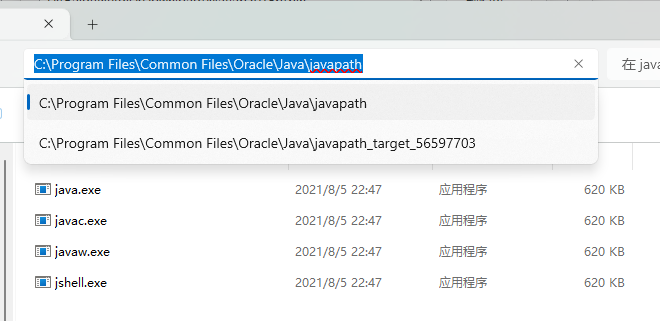 C:\Program Files\Common Files\Oracle\Java\javapath
在 java
C:\Program Files\Common Files\Oracle\Java\javapath
C:\Program Files\Common Files\Oracle\Java\javapath_target_56597703
java.exe 2021/8/5 22:47 应用程序 620 KB
javac.exe 2021/8/5 22:47 应用程序 620 KB
javaw.exe 2021/8/5 22:47 应用程序 620 KB
jshell.exe 2021/8/5 22:47 应用程序 620 KB